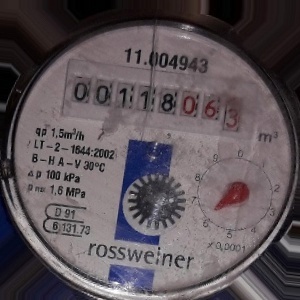 11.004943
00118063
m³
qp 1,5m³/h
LT-2-1644:2002
B-H A-V 30°C
Δp 100 kPa
1,6 MPa
D 91
6.131.73
rossweiner
x 0,0001